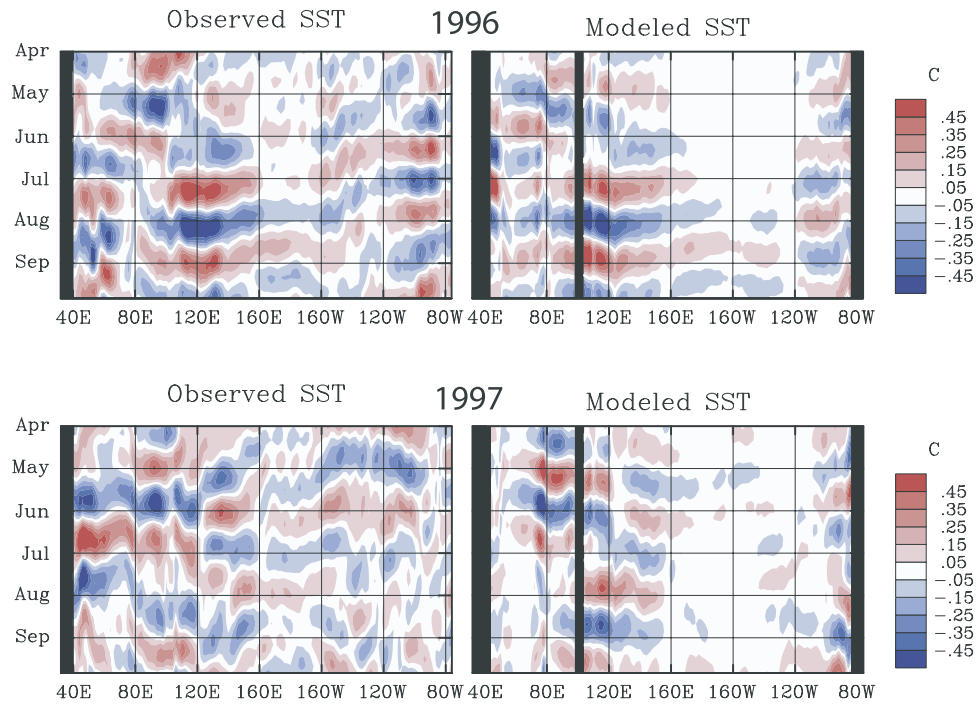 Observed SST 1996 Modeled SST
Apr
May
Jun
Jul
Aug
Sep
40E 80E 120E 160E 160W 120W 80W
40E 80E 120E 160E 160W 120W 80W
C
.45
.35
.25
.15
.05
−.05
−.15
−.25
−.35
−.45
Observed SST 1997 Modeled SST
Apr
May
Jun
Jul
Aug
Sep
40E 80E 120E 160E 160W 120W 80W
40E 80E 120E 160E 160W 120W 80W
C
.45
.35
.25
.15
.05
−.05
−.15
−.25
−.35
−.45